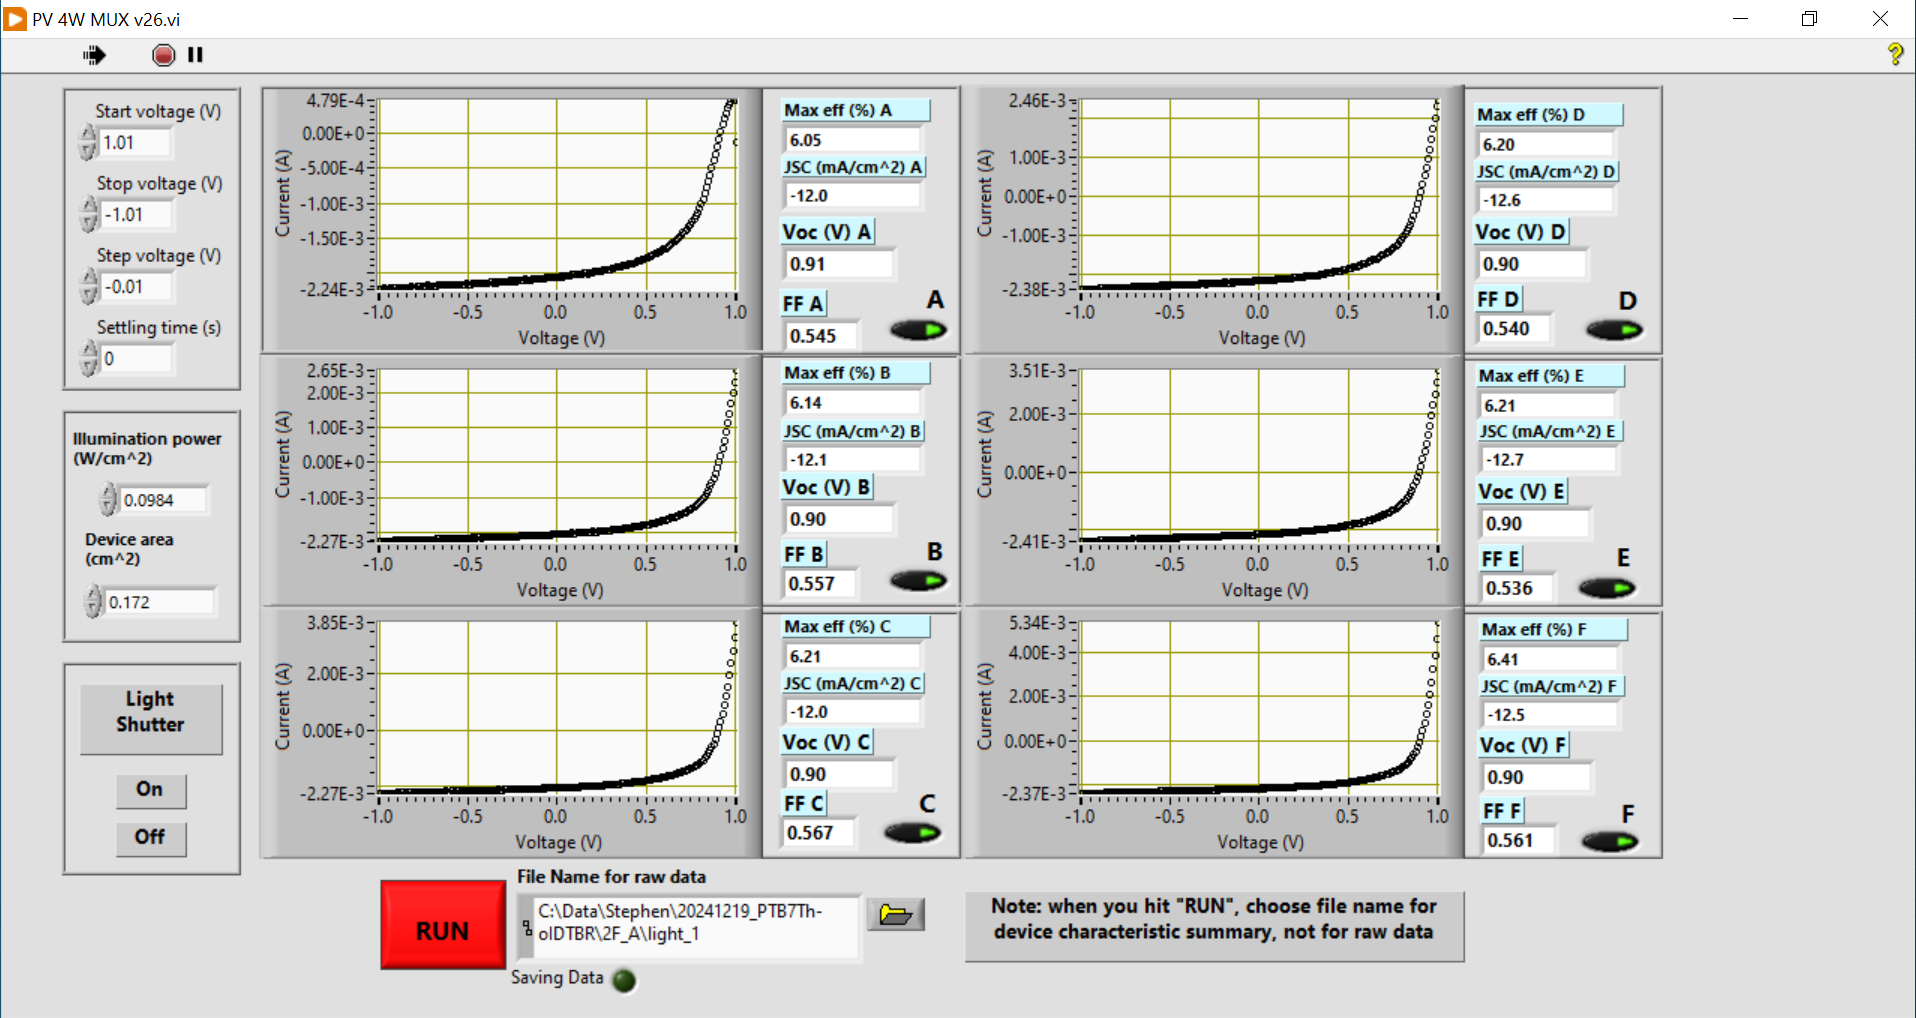 PV 4W MUX v26.vi
Start voltage (V)
1.01
Stop voltage (V)
-1.01
Step voltage (V)
-0.01
Settling time (s)
0
Illumination power
(W/cm^2)
0.0984
Device area
(cm^2)
0.172
Light
Shutter
On
Off
4.79E-4
0.00E+0
-5.00E-4
-1.00E-3
-1.50E-3
-2.24E-3
Current (A)
-1.0 -0.5 0.0 0.5 1.0
Voltage (V)
Max eff (%) A
6.05
JSC (mA/cm^2) A
-12.0
Voc (V) A
0.91
FF A
0.545
A
2.65E-3
2.00E-3
1.00E-3
0.00E+0
-1.00E-3
-2.27E-3
Current (A)
-1.0 -0.5 0.0 0.5 1.0
Voltage (V)
Max eff (%) B
6.14
JSC (mA/cm^2) B
-12.1
Voc (V) B
0.90
FF B
0.557
B
3.85E-3
2.00E-3
0.00E+0
-2.27E-3
Current (A)
-1.0 -0.5 0.0 0.5 1.0
Voltage (V)
Max eff (%) C
6.21
JSC (mA/cm^2) C
-12.0
Voc (V) C
0.90
FF C
0.567
C
2.46E-3
1.00E-3
0.00E+0
-1.00E-3
-2.38E-3
Current (A)
-1.0 -0.5 0.0 0.5 1.0
Voltage (V)
Max eff (%) D
6.20
JSC (mA/cm^2) D
-12.6
Voc (V) D
0.90
FF D
0.540
D
3.51E-3
2.00E-3
0.00E+0
-2.41E-3
Current (A)
-1.0 -0.5 0.0 0.5 1.0
Voltage (V)
Max eff (%) E
6.21
JSC (mA/cm^2) E
-12.7
Voc (V) E
0.90
FF E
0.536
E
5.34E-3
4.00E-3
2.00E-3
0.00E+0
-2.37E-3
Current (A)
-1.0 -0.5 0.0 0.5 1.0
Voltage (V)
Max eff (%) F
6.41
JSC (mA/cm^2) F
-12.5
Voc (V) F
0.90
FF F
0.561
F
RUN
File Name for raw data
C:\Data\Stephen\20241219_PTB7Th-
oIDTBR\2F_A\light_1
Saving Data
Note: when you hit "RUN", choose file name for
device characteristic summary, not for raw data